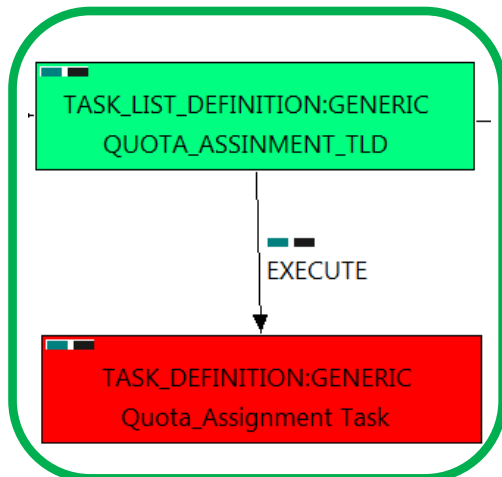 TASK_LIST_DEFINITION:GENERIC
QUOTA_ASSINMENT_TLD
EXECUTE
TASK_DEFINITION:GENERIC
Quota_Assignment Task